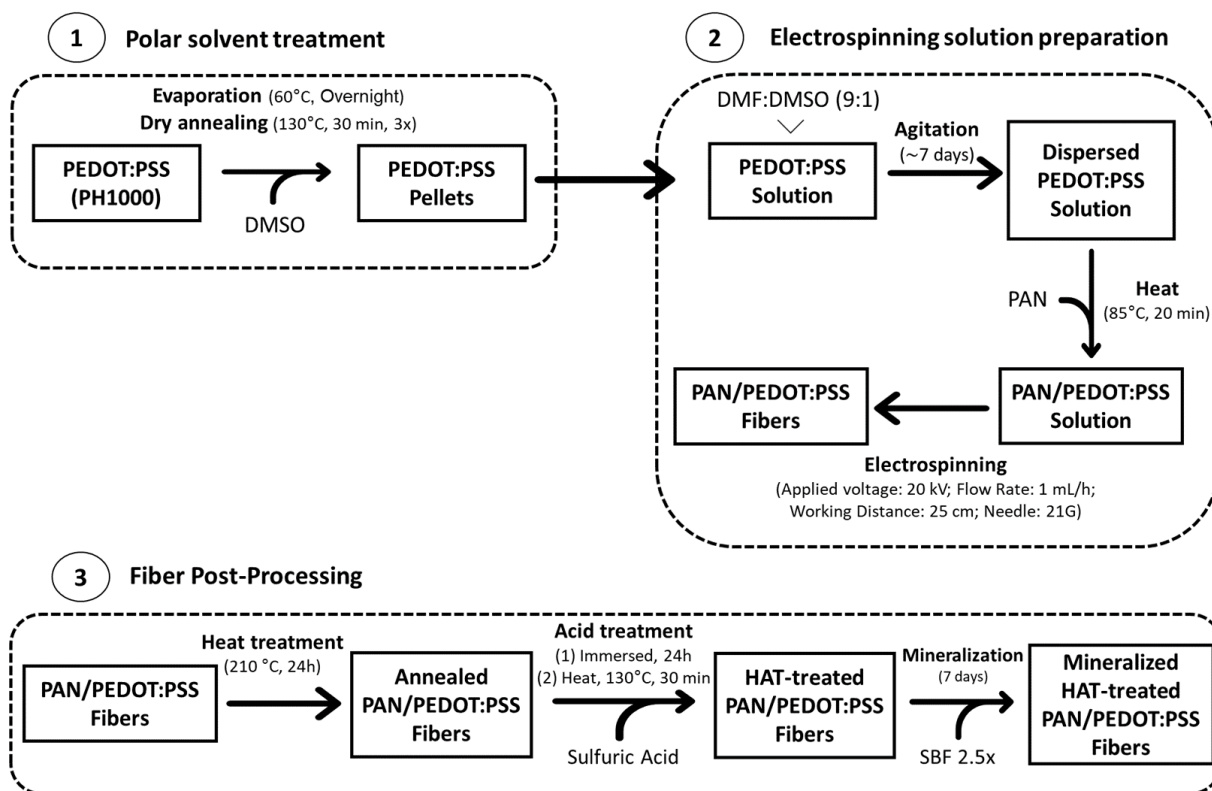 1 Polar solvent treatment
Evaporation (60°C, Overnight)
Dry annealing (130°C, 30 min, 3x)
PEDOT:PSS
(PH1000)
DMSO
PEDOT:PSS
Pellets
2 Electrospinning solution preparation
DMF:DMSO (9:1)
PEDOT:PSS
Solution
Agitation
(~7 days)
Dispersed
PEDOT:PSS
Solution
PAN
Heat
(85°C, 20 min)
PAN/PEDOT:PSS
Solution
PAN/PEDOT:PSS
Fibers
Electrospinning
(Applied voltage: 20 kV; Flow Rate: 1 mL/h;
Working Distance: 25 cm; Needle: 21G)
3 Fiber Post-Processing
PAN/PEDOT:PSS
Fibers
Heat treatment
(210 °C, 24h)
Annealed
PAN/PEDOT:PSS
Fibers
Acid treatment
(1) Immersed, 24h
(2) Heat, 130°C, 30 min
Sulfuric Acid
HAT-treated
PAN/PEDOT:PSS
Fibers
Mineralization
(7 days)
SBF 2.5x
Mineralized
HAT-treated
PAN/PEDOT:PSS
Fibers